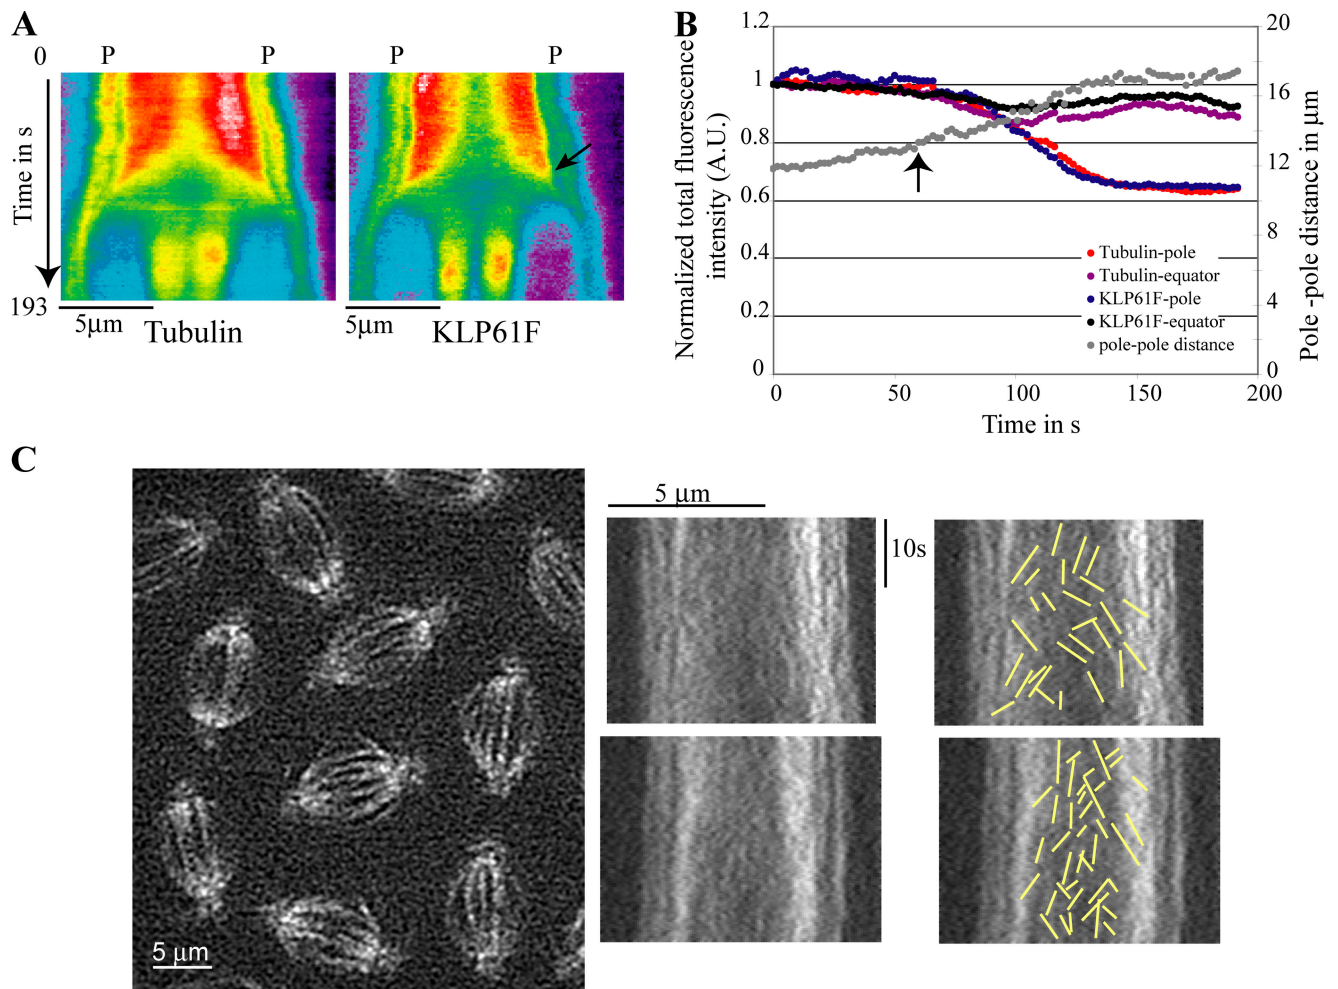 A
0
P
P
P
P
Time in s
193
5μm
Tubulin
5μm
KLP61F
B
1.2
1
0.8
0.6
0.4
0.2
0
Normalized total fluorescence
intensity (A.U.)
20
16
12
8
4
0
Pole -pole distance in μm
Tubulin-pole
Tubulin-equator
KLP61F-pole
KLP61F-equator
pole-pole distance
0
50
100
150
200
Time in s
C
5 μm
5 μm
10s